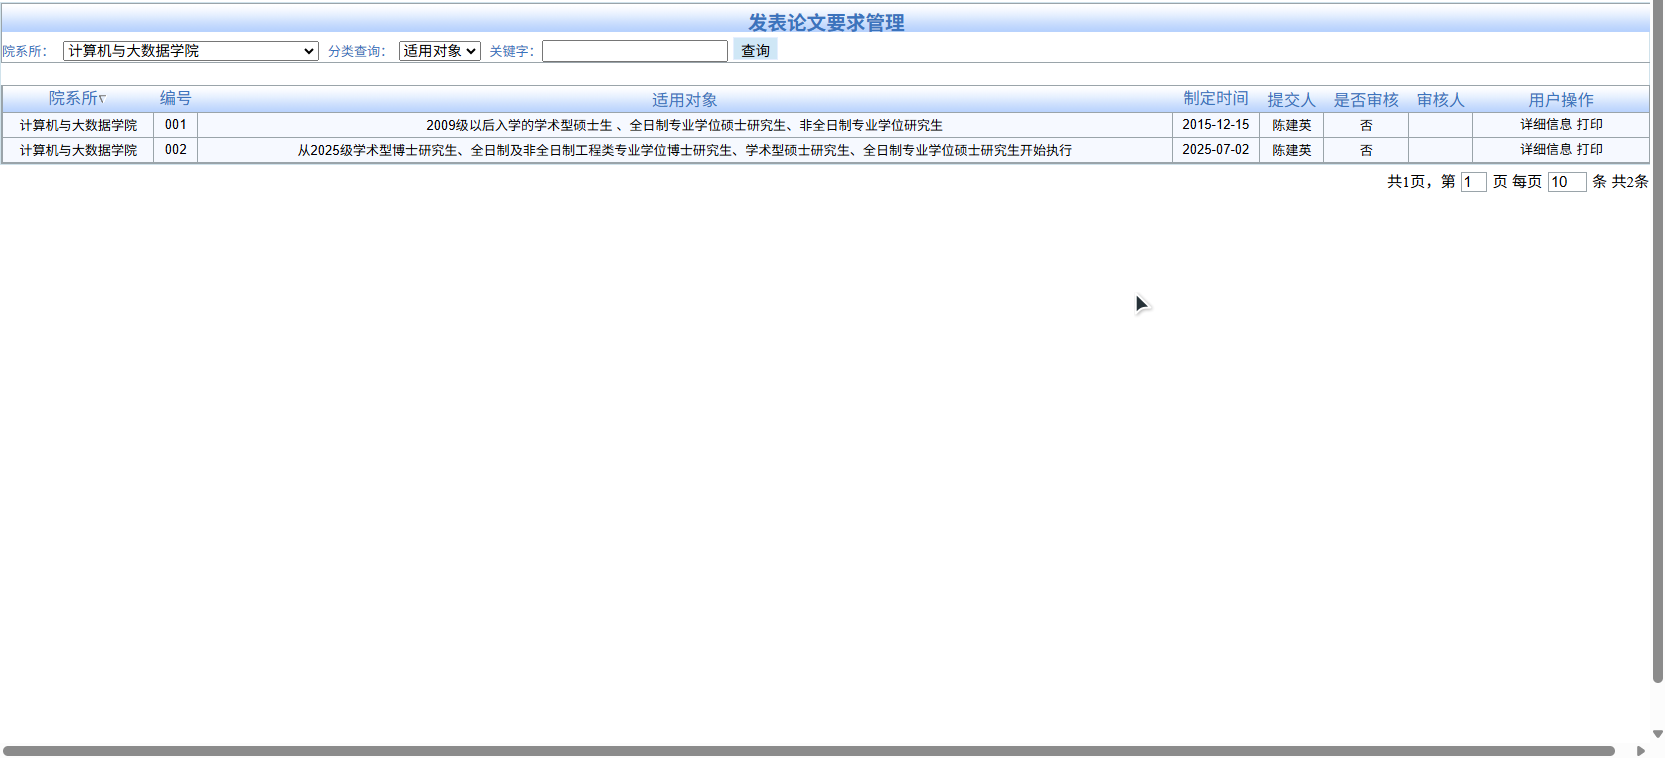 发表论文要求管理
院系所: 计算机与大数据学院 分类查询: 适用对象 关键字: 查询
院系所 编号 适用对象 制定时间 提交人 是否审核 审核人 用户操作
计算机与大数据学院 001 2009级以后入学的学术型硕士生 、全日制专业学位硕士研究生、非全日制专业学位研究生 2015-12-15 陈建英 否 详细信息 打印
计算机与大数据学院 002 从2025级学术型博士研究生、全日制及非全日制工程类专业学位博士研究生、学术型硕士研究生、全日制专业学位硕士研究生开始执行 2025-07-02 陈建英 否 详细信息 打印
共1页，第 1 页 每页 10 条 共2条